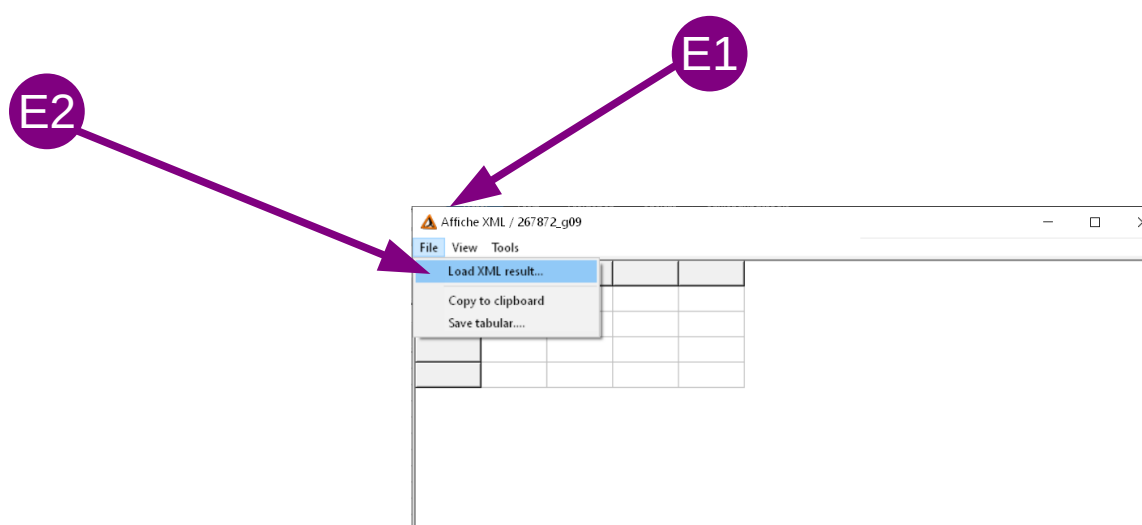 E1
E2
Affiche XML / 267872_g09
File View Tools
Load XML result...
Copy to clipboard
Save tabular....